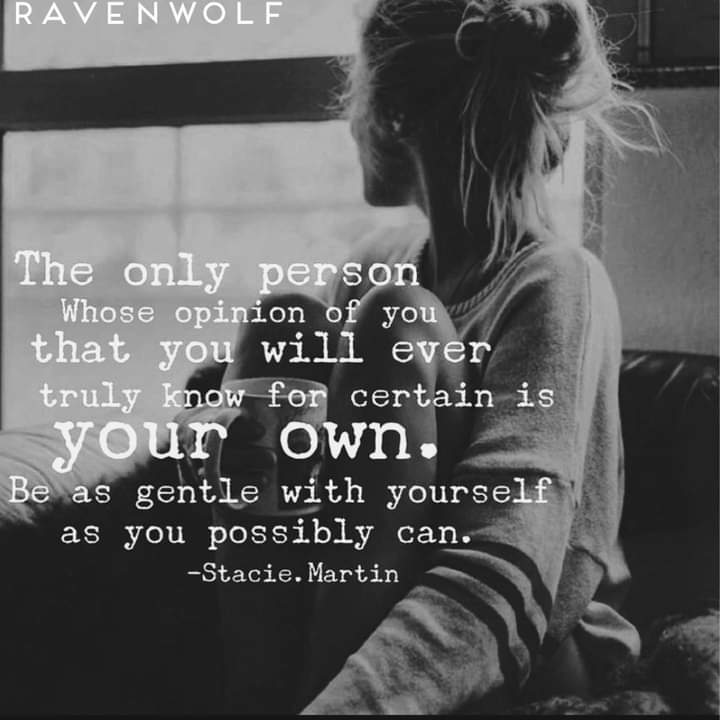 RAVENWOLF
The only person
Whose opinion of you
that you will ever
truly know for certain is
your own.
Be as gentle with yourself
as you possibly can.
-Stacie.Martin